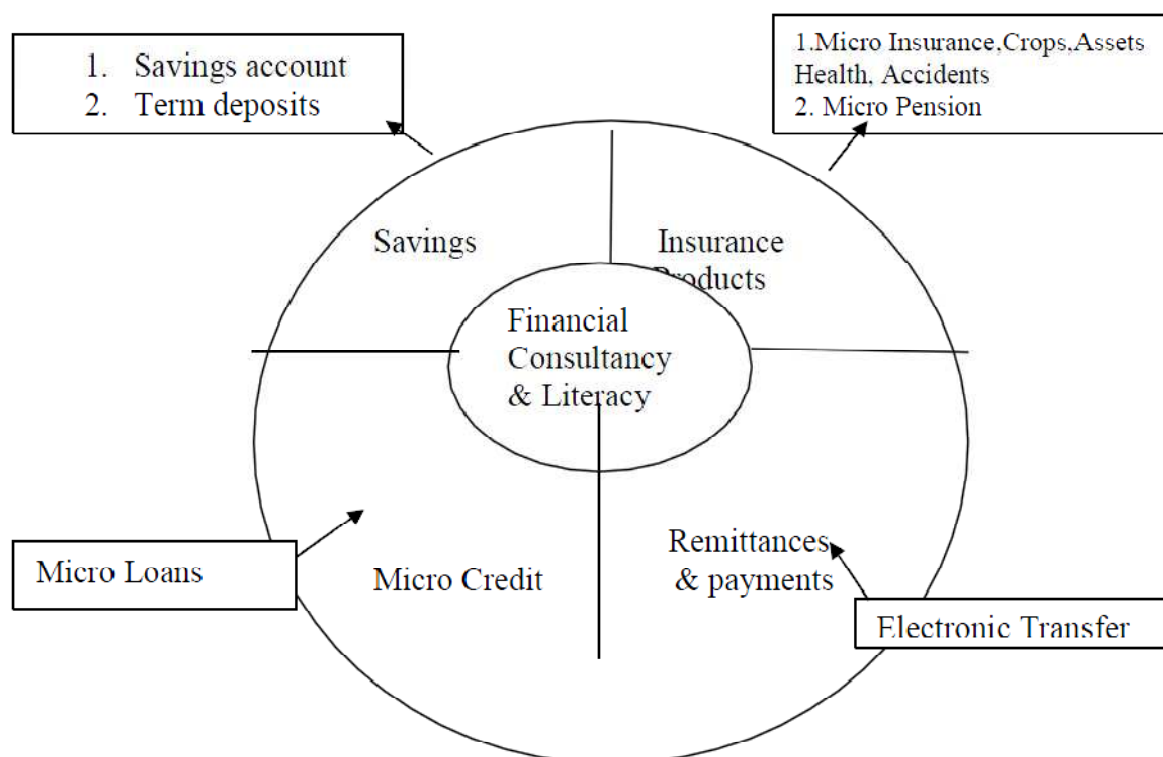 1. Savings account
2. Term deposits
1.Micro Insurance,Crops,Assets
Health, Accidents
2. Micro Pension
Savings
Insurance
Products
Financial
Consultancy
& Literacy
Micro Loans
Micro Credit
Remittances
& payments
Electronic Transfer